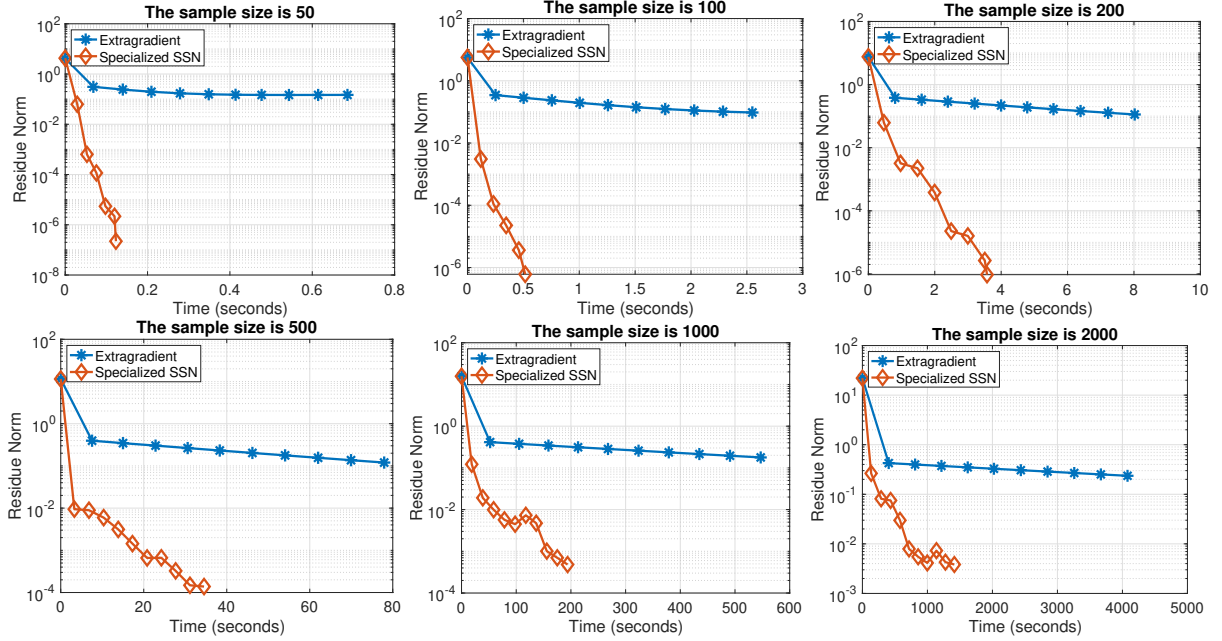 The sample size is 50
10^2
10^0
10^-2
10^-4
10^-6
10^-8
Residue Norm
Extragradient
Specialized SSN
0 0.2 0.4 0.6 0.8
Time (seconds)
The sample size is 100
10^2
10^0
10^-2
10^-4
10^-6
Residue Norm
Extragradient
Specialized SSN
0 0.5 1 1.5 2 2.5 3
Time (seconds)
The sample size is 200
10^2
10^0
10^-2
10^-4
10^-6
Residue Norm
Extragradient
Specialized SSN
0 2 4 6 8 10
Time (seconds)
The sample size is 500
10^2
10^0
10^-2
10^-4
Residue Norm
Extragradient
Specialized SSN
0 20 40 60 80
Time (seconds)
The sample size is 1000
10^2
10^0
10^-2
10^-4
Residue Norm
Extragradient
Specialized SSN
0 100 200 300 400 500 600
Time (seconds)
The sample size is 2000
10^2
10^1
10^0
10^-1
10^-2
10^-3
Residue Norm
Extragradient
Specialized SSN
0 1000 2000 3000 4000 5000
Time (seconds)